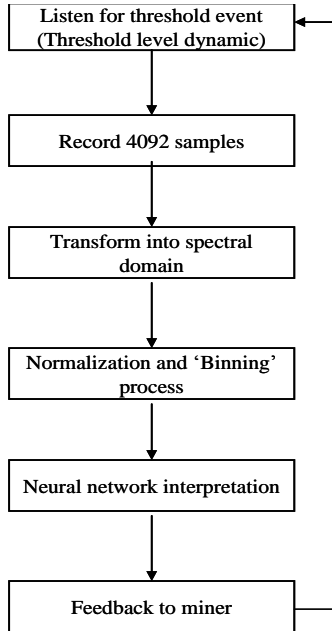 Listen for threshold event
(Threshold level dynamic)
Record 4092 samples
Transform into spectral
domain
Normalization and ‘Binning’
process
Neural network interpretation
Feedback to miner